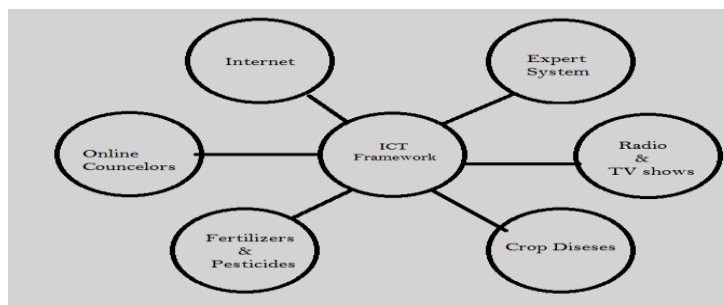 Internet
Expert
System
ICT
Framework
Online
Councelors
Radio
&
TV shows
Fertilizers
&
Pesticides
Crop Diseses